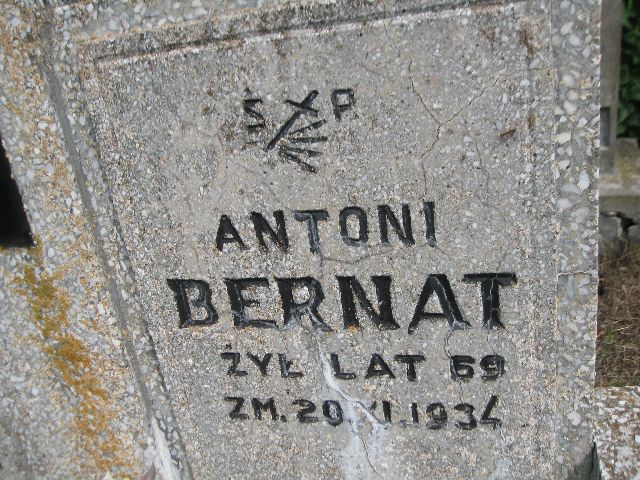 Ś P
ANTONI
BERNAT
ŻYŁ LAT 69
ZM. 20.XI.1934